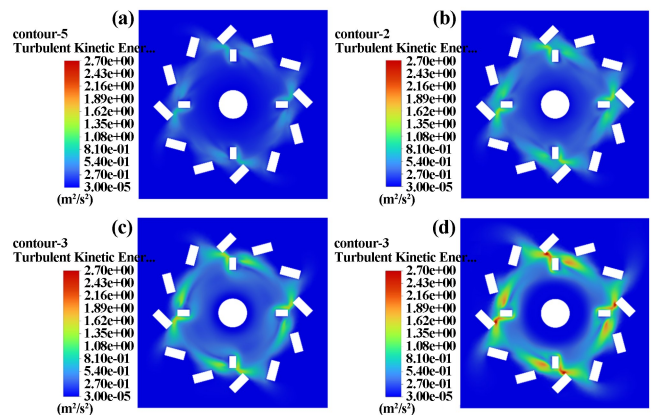 (a)
contour-5
Turbulent Kinetic Ener...
2.70e+00
2.43e+00
2.16e+00
1.89e+00
1.62e+00
1.35e+00
1.08e+00
8.10e-01
5.40e-01
2.70e-01
3.00e-05
(m²/s²)
(b)
contour-2
Turbulent Kinetic Ener...
2.70e+00
2.43e+00
2.16e+00
1.89e+00
1.62e+00
1.35e+00
1.08e+00
8.10e-01
5.40e-01
2.70e-01
3.00e-05
(m²/s²)
(c)
contour-3
Turbulent Kinetic Ener...
2.70e+00
2.43e+00
2.16e+00
1.89e+00
1.62e+00
1.35e+00
1.08e+00
8.10e-01
5.40e-01
2.70e-01
3.00e-05
(m²/s²)
(d)
contour-3
Turbulent Kinetic Ener...
2.70e+00
2.43e+00
2.16e+00
1.89e+00
1.62e+00
1.35e+00
1.08e+00
8.10e-01
5.40e-01
2.70e-01
3.00e-05
(m²/s²)